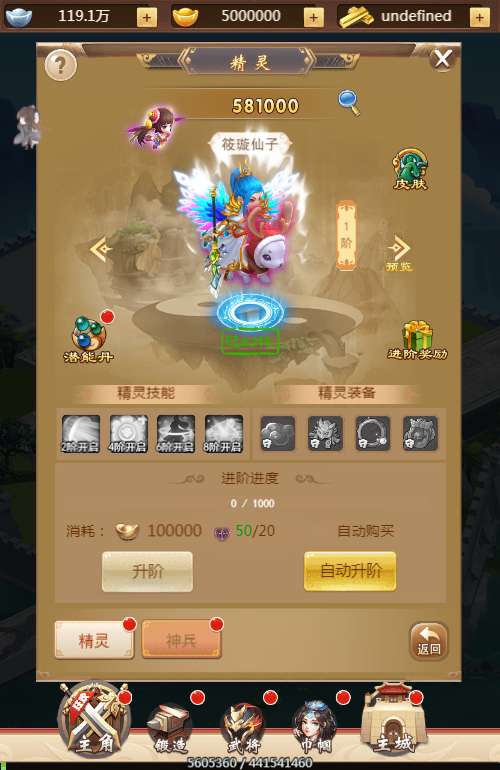 119.1万 + 5000000 + undefined +
? 精灵 X
581000
筱璇仙子
皮肤
1阶
预览
潜能丹
进阶奖励
精灵技能 精灵装备
2阶开启 4阶开启 6阶开启 8阶开启
进阶进度
0 / 1000
消耗： 100000 50/20 自动购买
升阶 自动升阶
精灵 神兵 返回
主角 锻造 武将 巾帼 主城
5605360 / 441541460